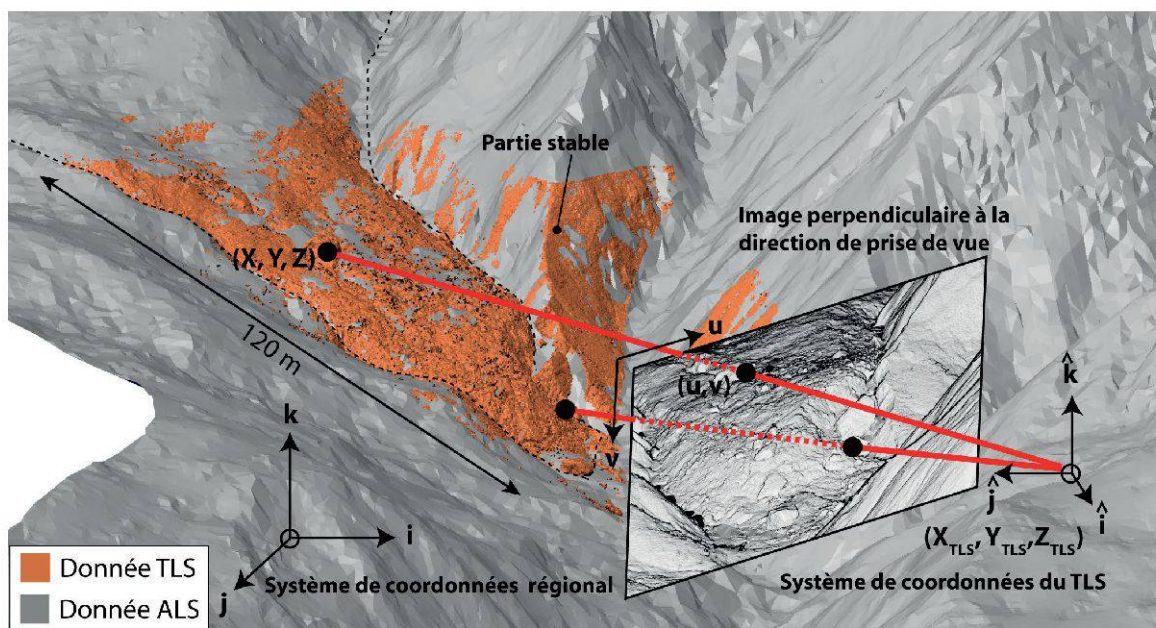 Partie stable
Image perpendiculaire à la
direction de prise de vue
(X, Y, Z)
120 m
u
(u,v)
v
k
i
j
k̂
ĵ
î
(X_TLS, Y_TLS,Z_TLS)
Système de coordonnées régional
Système de coordonnées du TLS
Donnée TLS
Donnée ALS